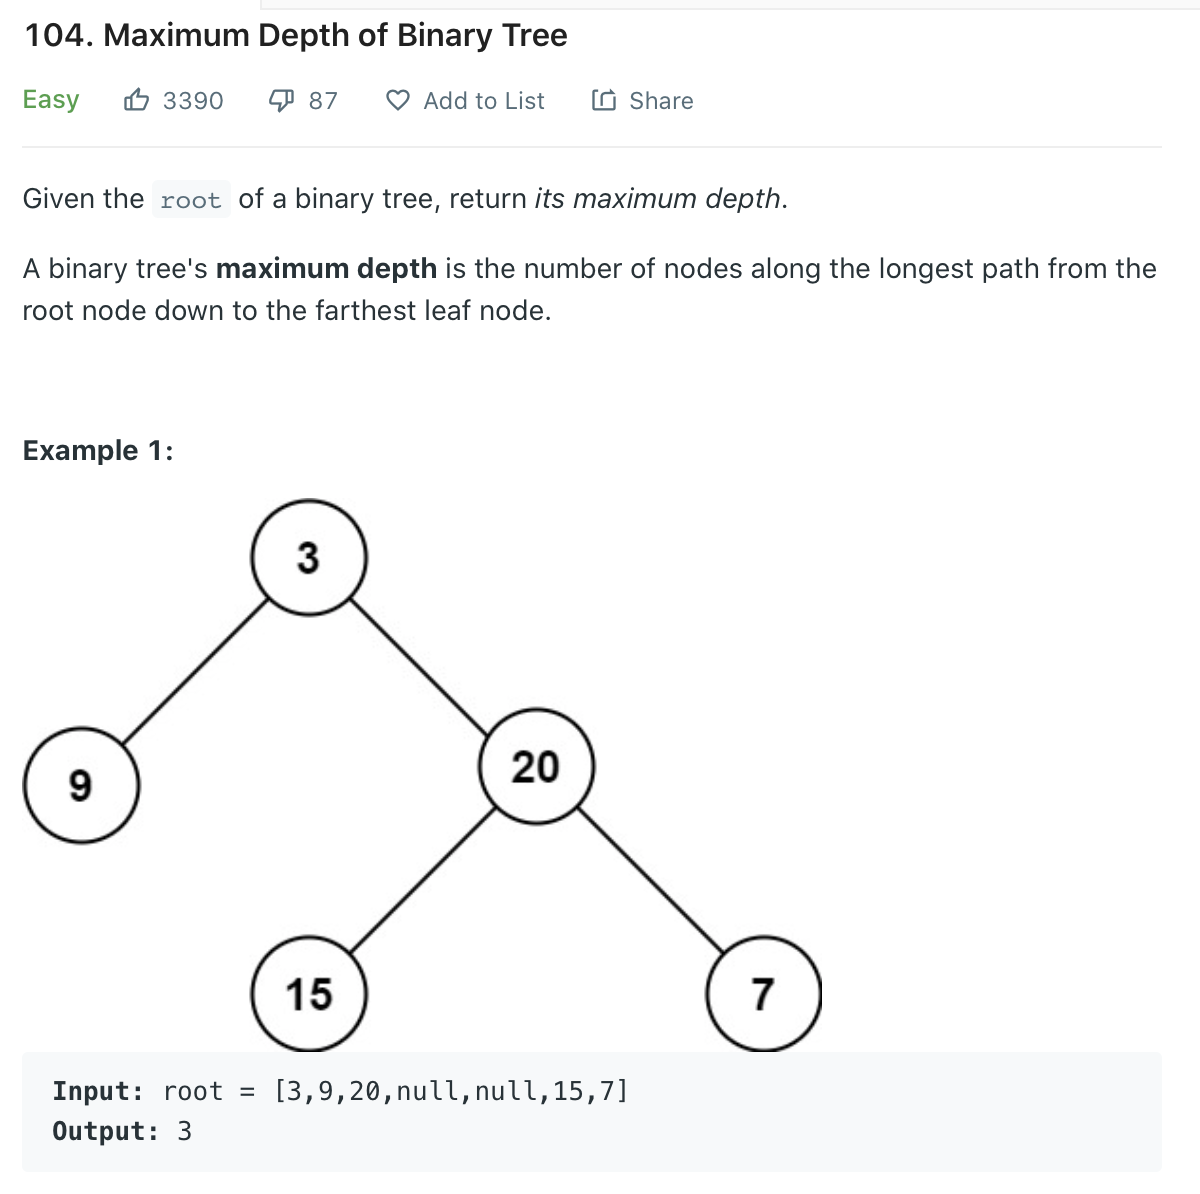 104. Maximum Depth of Binary Tree
Easy 3390 87 Add to List Share
Given the root of a binary tree, return its maximum depth.
A binary tree's maximum depth is the number of nodes along the longest path from the
root node down to the farthest leaf node.
Example 1:
3
9
20
15
7
Input: root = [3,9,20,null,null,15,7]
Output: 3